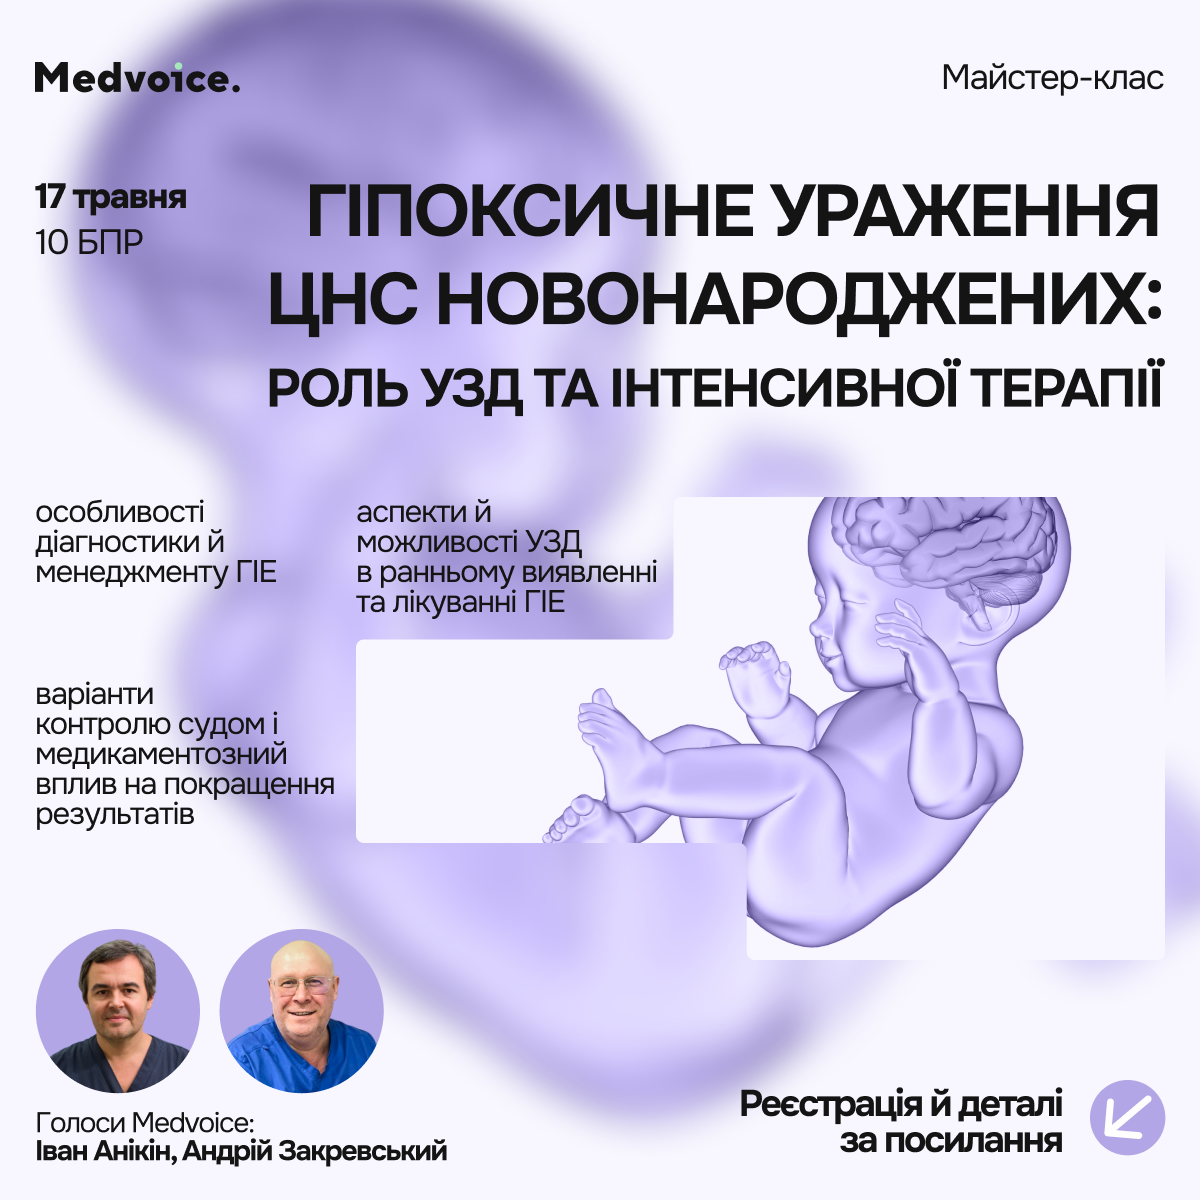 Medvoice.
Майстер-клас
17 травня
10 БПР
ГІПОКСИЧНЕ УРАЖЕННЯ
ЦНС НОВОНАРОДЖЕНИХ:
РОЛЬ УЗД ТА ІНТЕНСИВНОЇ ТЕРАПІЇ
особливості
діагностики й
менеджменту ГІЕ
аспекти й
можливості УЗД
в ранньому виявленні
та лікуванні ГІЕ
варіанти
контролю судом і
медикаментозний
вплив на покращення
результатів
Голоси Medvoice:
Іван Анікін, Андрій Закревський
Реєстрація й деталі
за посилання